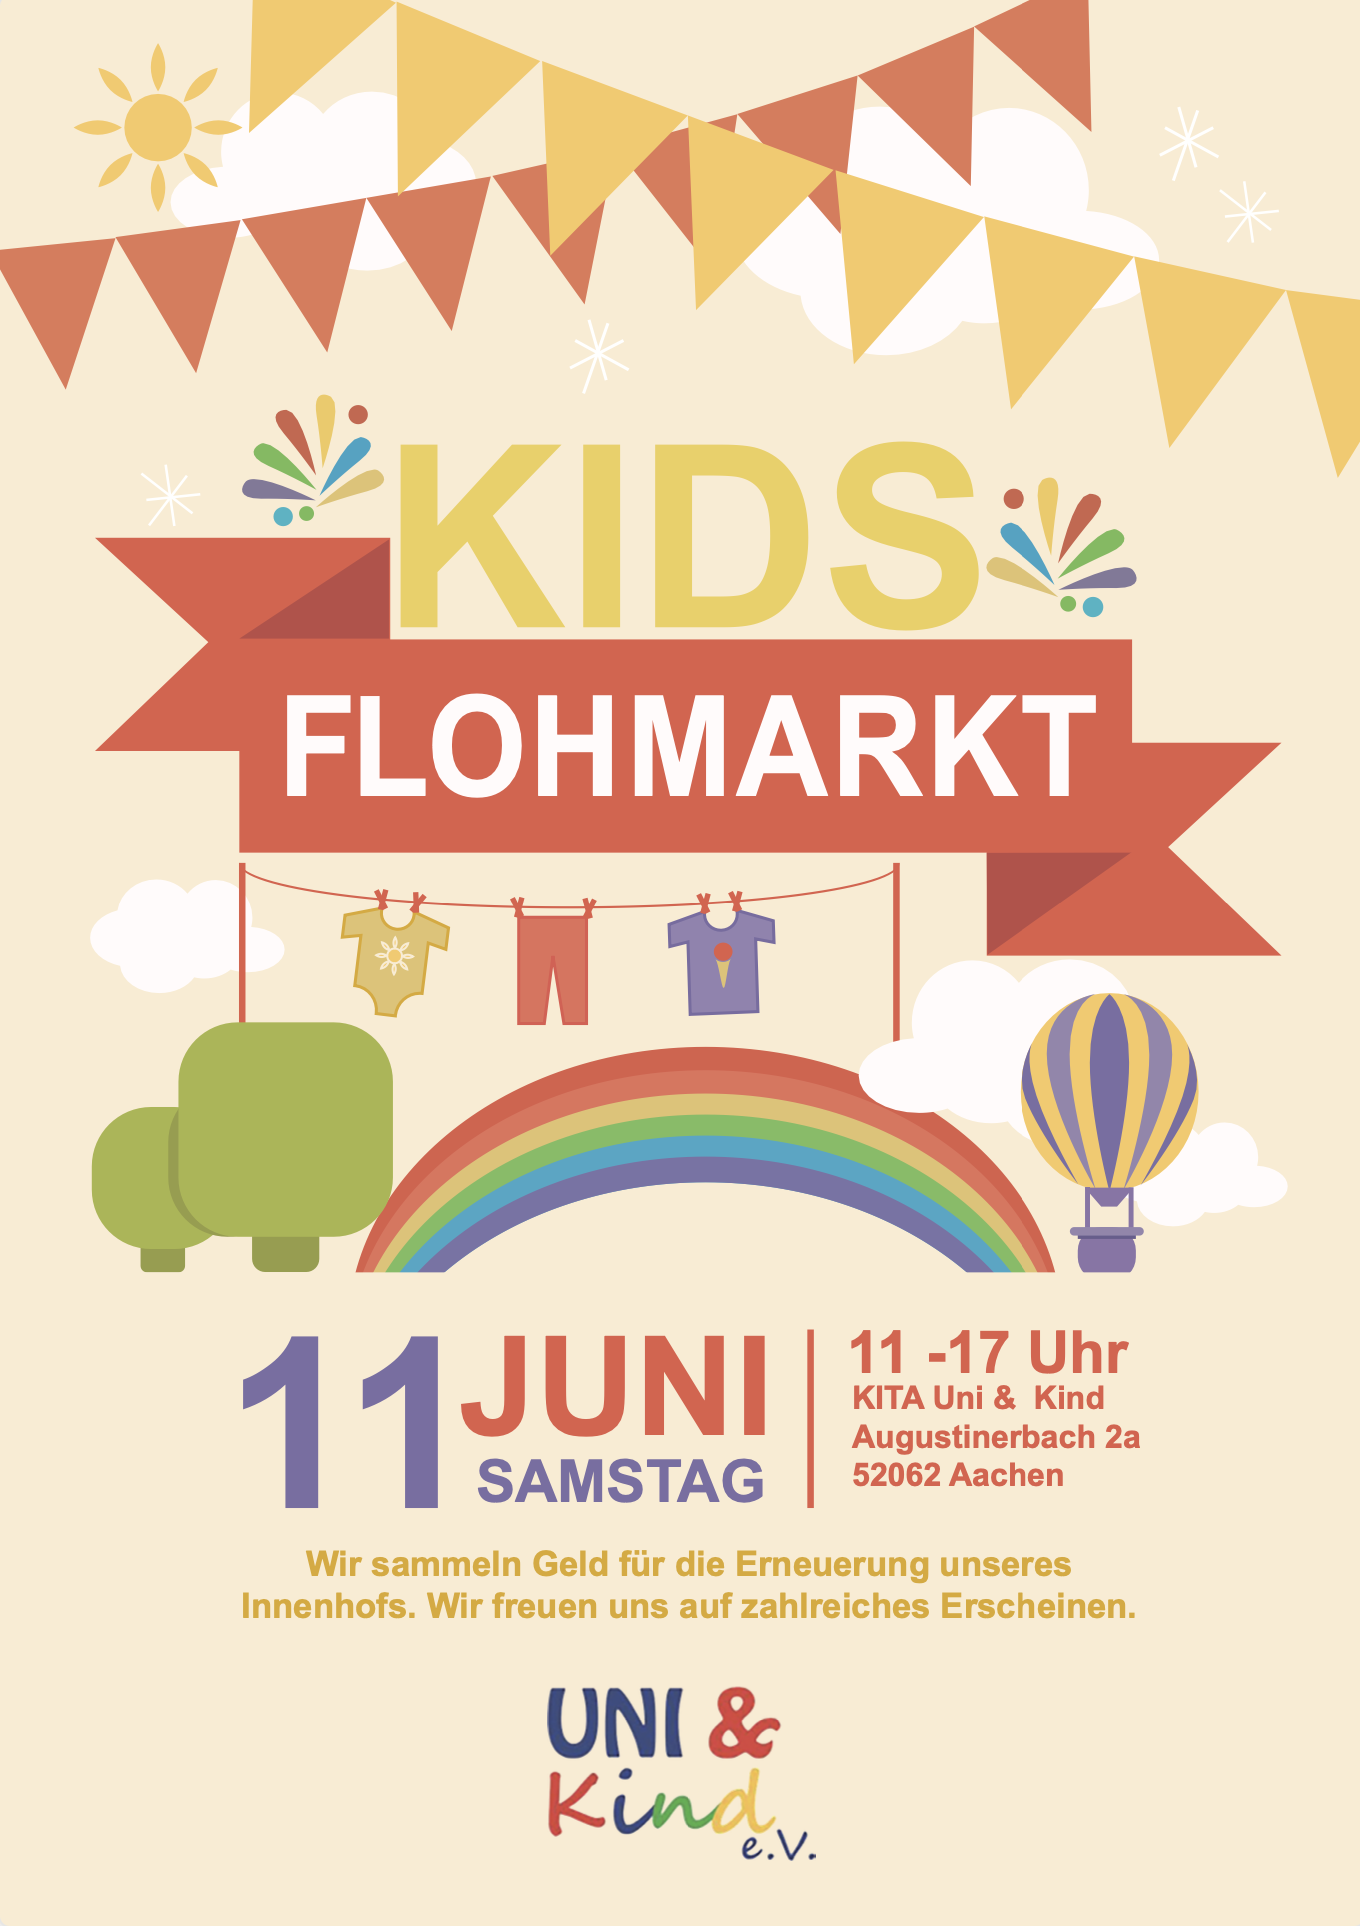 KIDS
FLOHMARKT
11 JUNI
SAMSTAG
11 -17 Uhr
KITA Uni & Kind
Augustinerbach 2a
52062 Aachen
Wir sammeln Geld für die Erneuerung unseres
Innenhofs. Wir freuen uns auf zahlreiches Erscheinen.
UNI &
Kind
e.V.